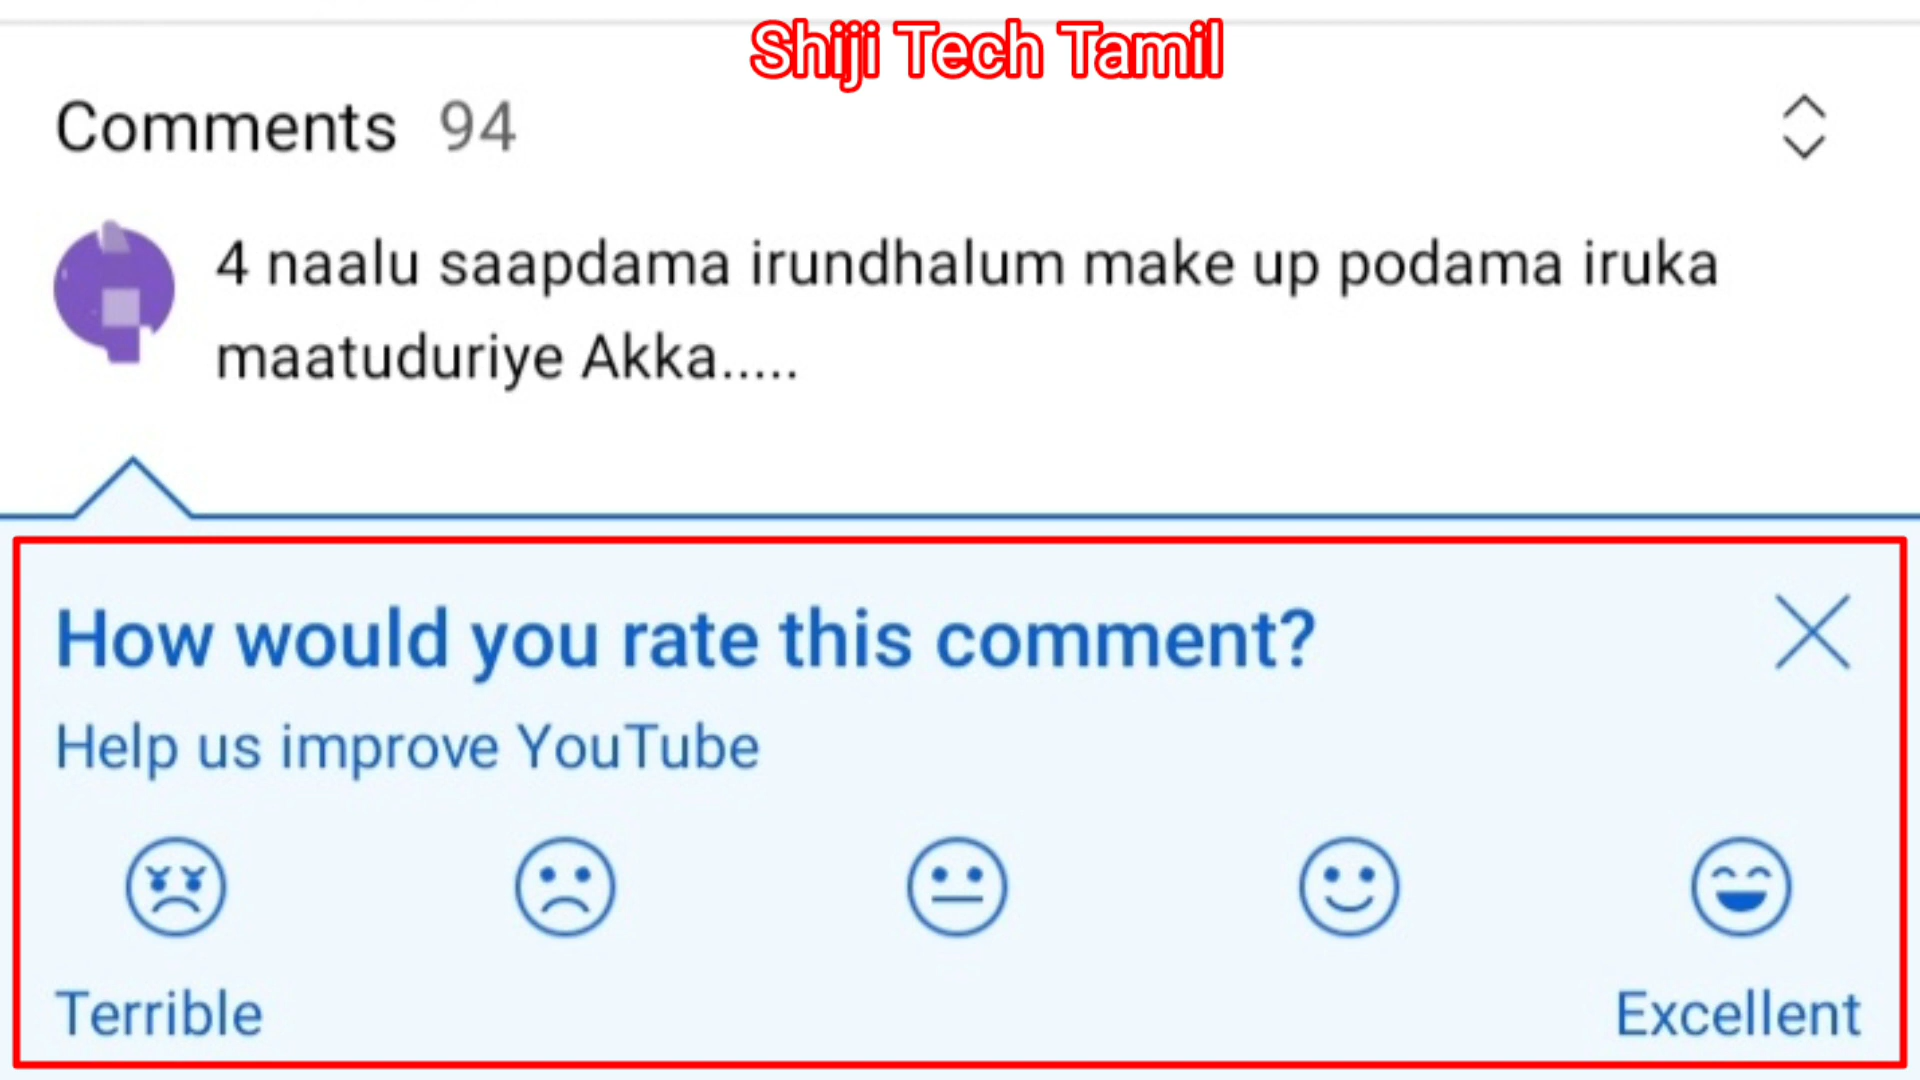 Shiji Tech Tamil
Comments 94
4 naalu saapdama irundhalum make up podama iruka
maatuduriye Akka.....
How would you rate this comment?
Help us improve YouTube
Terrible
Excellent